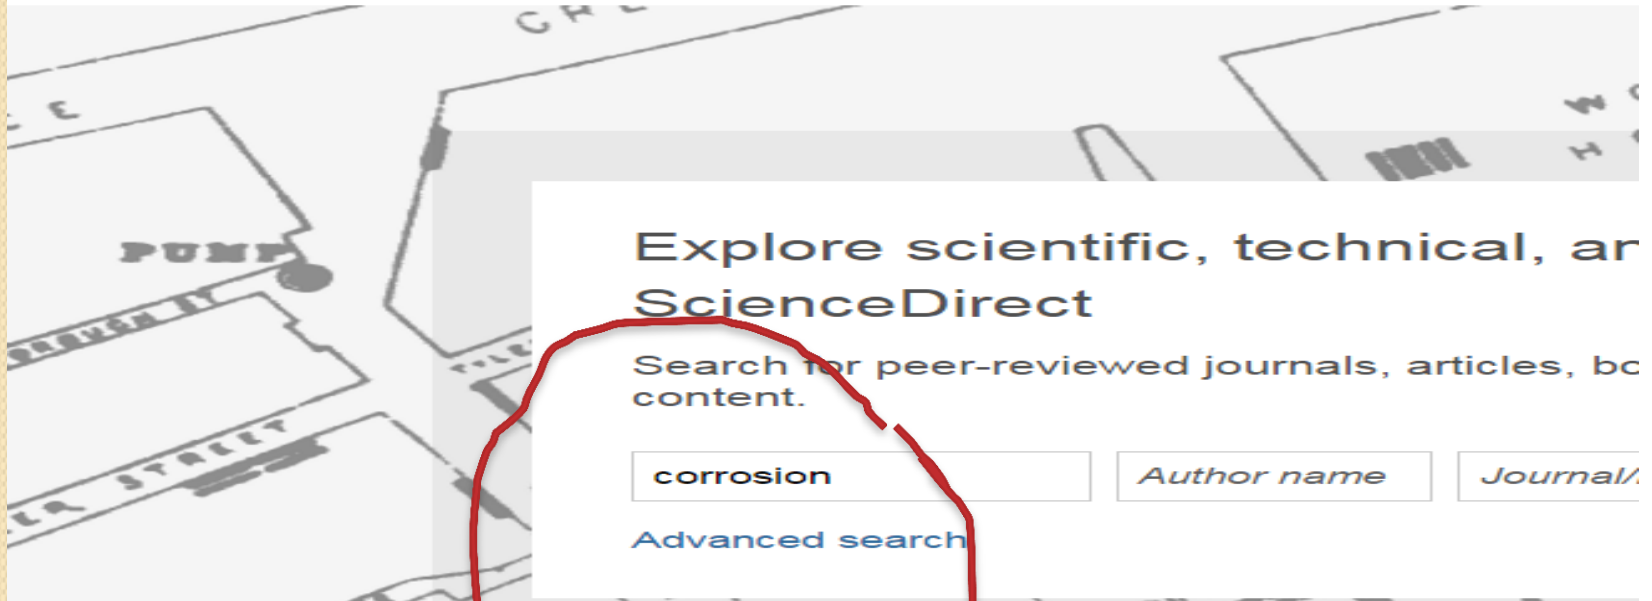 PUMP
STREET
Explore scientific, technical, an
ScienceDirect
Search for peer-reviewed journals, articles, bo
content.
corrosion Author name Journal/
Advanced search